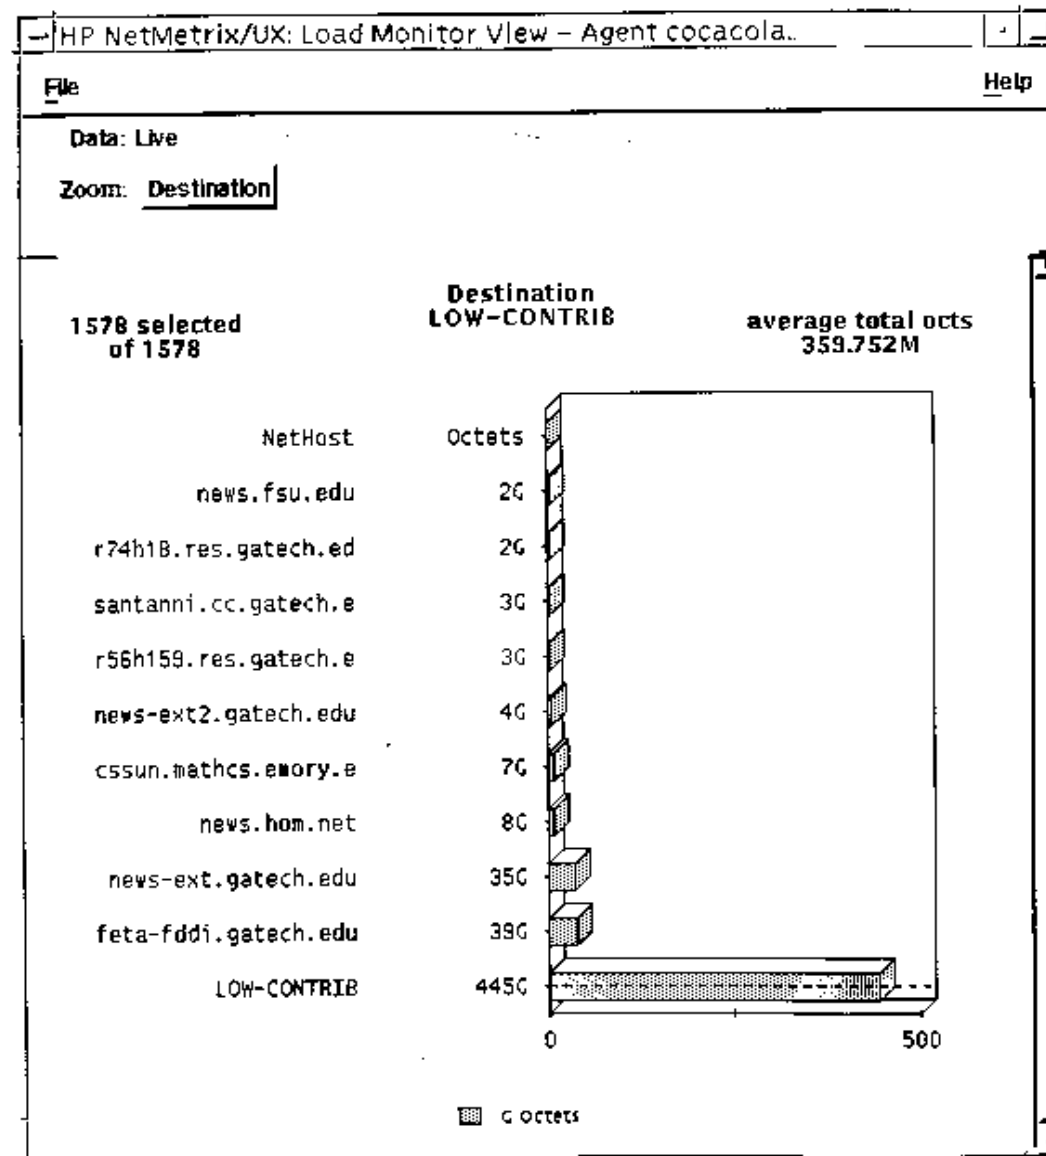 HP NetMetrix/UX: Load Monitor View – Agent cocacola..
File Help
Data: Live
Zoom: Destination
Destination
LOW-CONTRIB
1578 selected
of 1578
average total octs
359.752M
NetHost Octets
news.fsu.edu 2G
r74h18.res.gatech.ed 2G
santanni.cc.gatech.e 3G
r56h159.res.gatech.e 3G
news-ext2.gatech.edu 4G
cssun.mathcs.emory.e 7G
news.hom.net 8G
news-ext.gatech.edu 35G
feta-fddi.gatech.edu 39G
LOW-CONTRIB 445G
0 500
G Octets